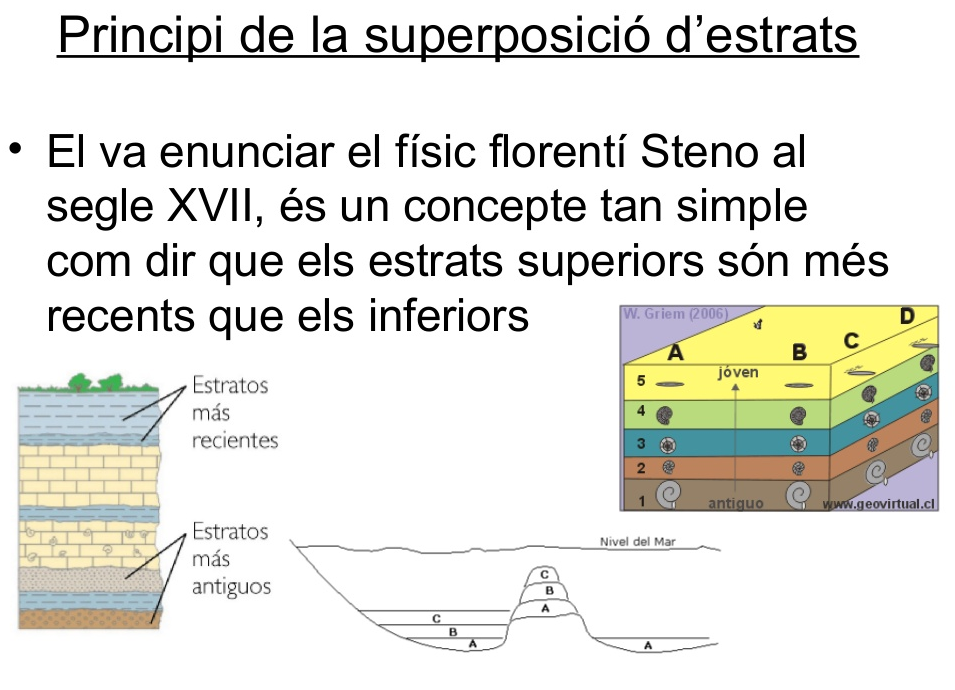 Principi de la superposició d’estrats
• El va enunciar el físic florentí Steno al
segle XVII, és un concepte tan simple
com dir que els estrats superiors són més
recents que els inferiors
W. Griem (2006)
D
C
A
B
jóven
5
4
3
2
1
antiguo
www.geovirtual.cl
Estratos
más
recientes
Estratos
más
antiguos
Nivel del Mar
C
B
A
C
B
A
A